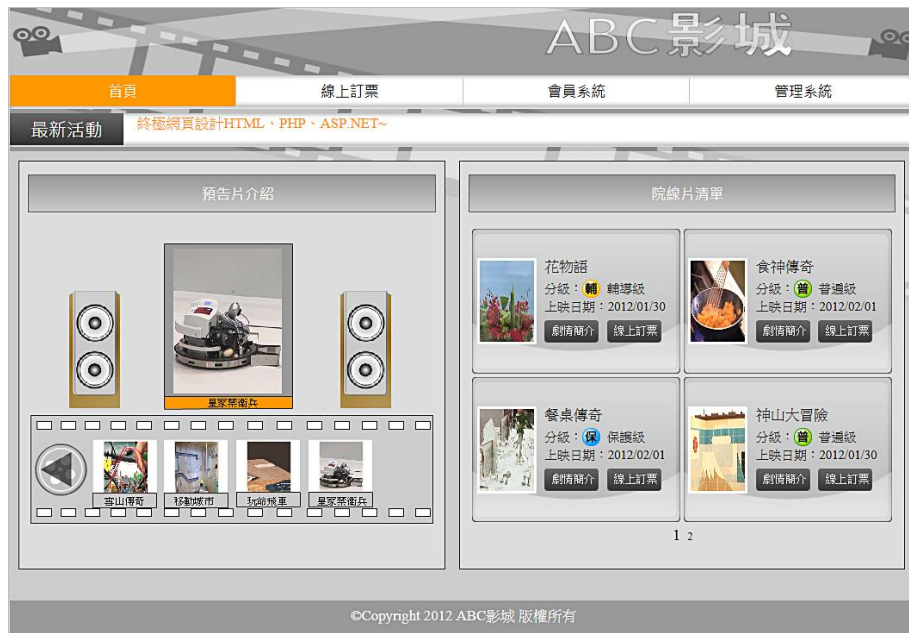 ABC影城
首頁 線上訂票 會員系統 管理系統
最新活動 終極網頁設計HTML、PHP、ASP.NET~
預告片介紹
皇家禁衛兵
雪山傳奇 移動城市 玩命飛車 皇家禁衛兵
院線片清單
花物語
分級：輔 輔導級
上映日期：2012/01/30
劇情簡介 線上訂票
食神傳奇
分級：普 普遍級
上映日期：2012/02/01
劇情簡介 線上訂票
餐桌傳奇
分級：保 保護級
上映日期：2012/02/01
劇情簡介 線上訂票
神山大冒險
分級：普 普遍級
上映日期：2012/01/30
劇情簡介 線上訂票
1 2
©Copyright 2012 ABC影城 版權所有